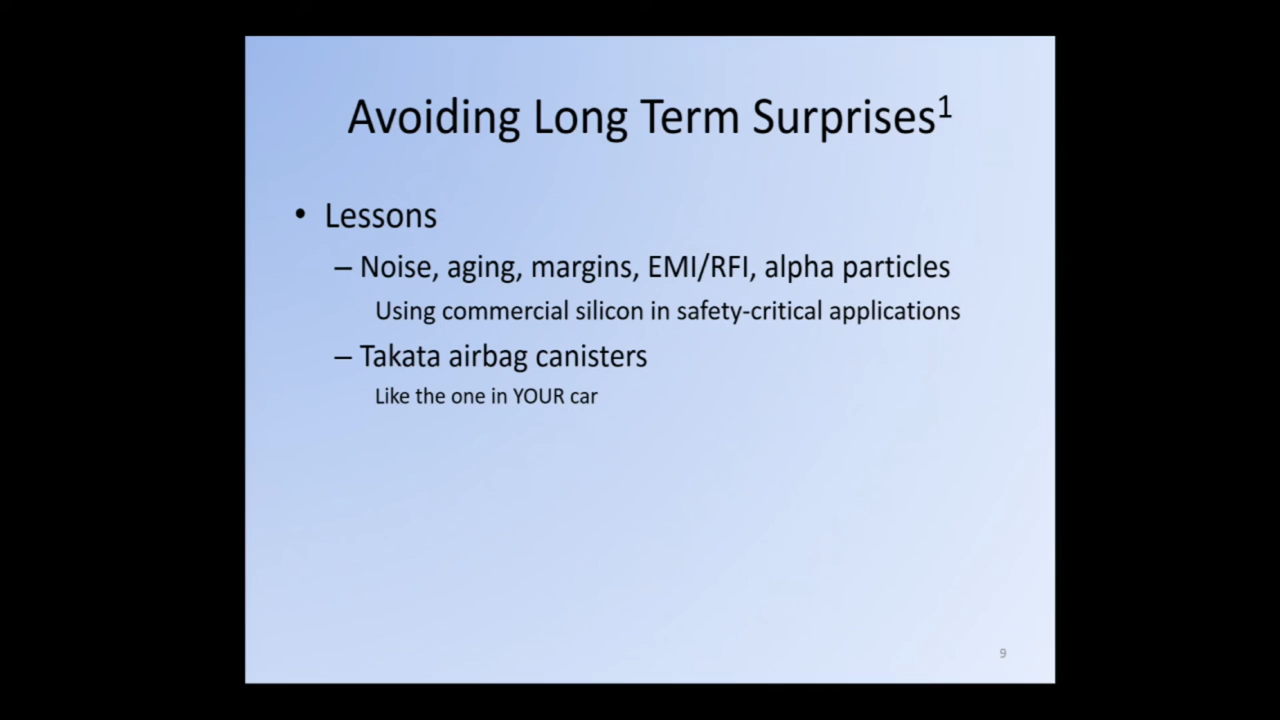 Avoiding Long Term Surprises¹
• Lessons
– Noise, aging, margins, EMI/RFI, alpha particles
Using commercial silicon in safety-critical applications
– Takata airbag canisters
Like the one in YOUR car
9